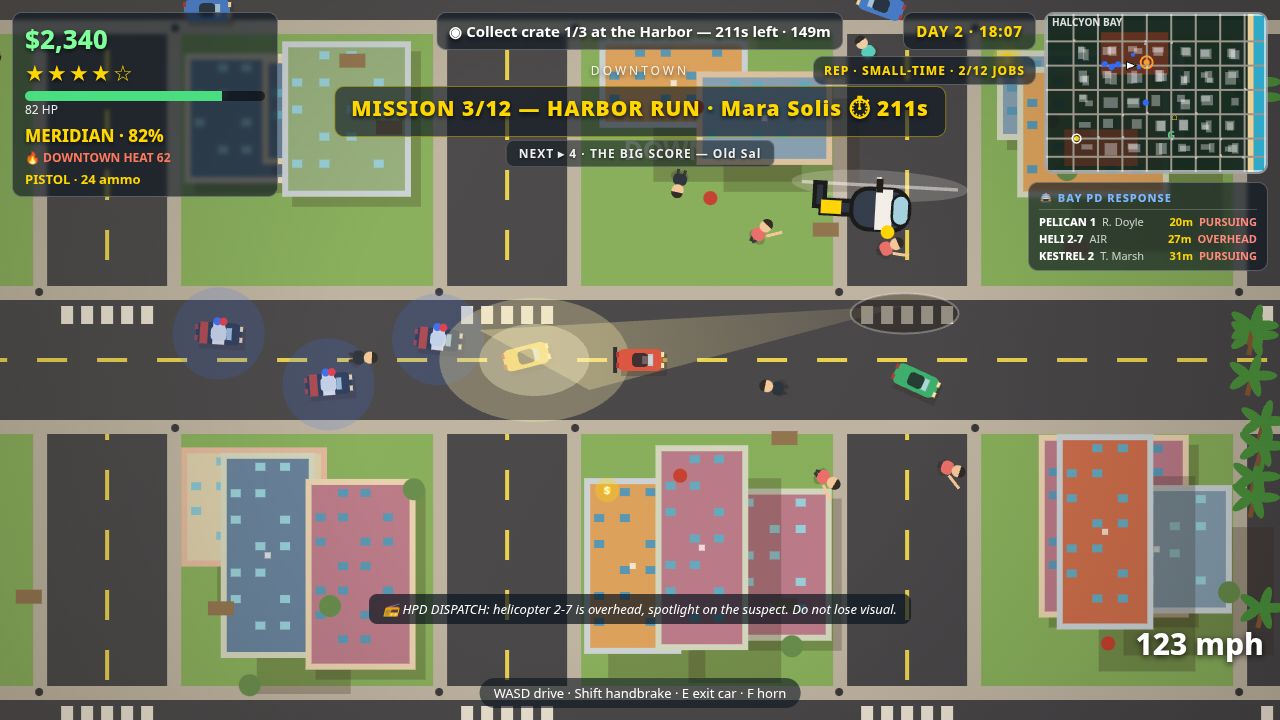 $2,340
★★★★☆
82 HP
MERIDIAN · 82%
🔥 DOWNTOWN HEAT 62
PISTOL · 24 ammo
◉ Collect crate 1/3 at the Harbor — 211s left · 149m
DOWNTOWN
MISSION 3/12 — HARBOR RUN · Mara Solis ⏱ 211s
NEXT ▸ 4 · THE BIG SCORE — Old Sal
DAY 2 · 18:07
REP · SMALL-TIME · 2/12 JOBS
HALCYON BAY
BAY PD RESPONSE
PELICAN 1 R. Doyle 20m PURSUING
HELI 2-7 AIR 27m OVERHEAD
KESTREL 2 T. Marsh 31m PURSUING
$
📻 HPD DISPATCH: helicopter 2-7 is overhead, spotlight on the suspect. Do not lose visual.
123 mph
WASD drive · Shift handbrake · E exit car · F horn